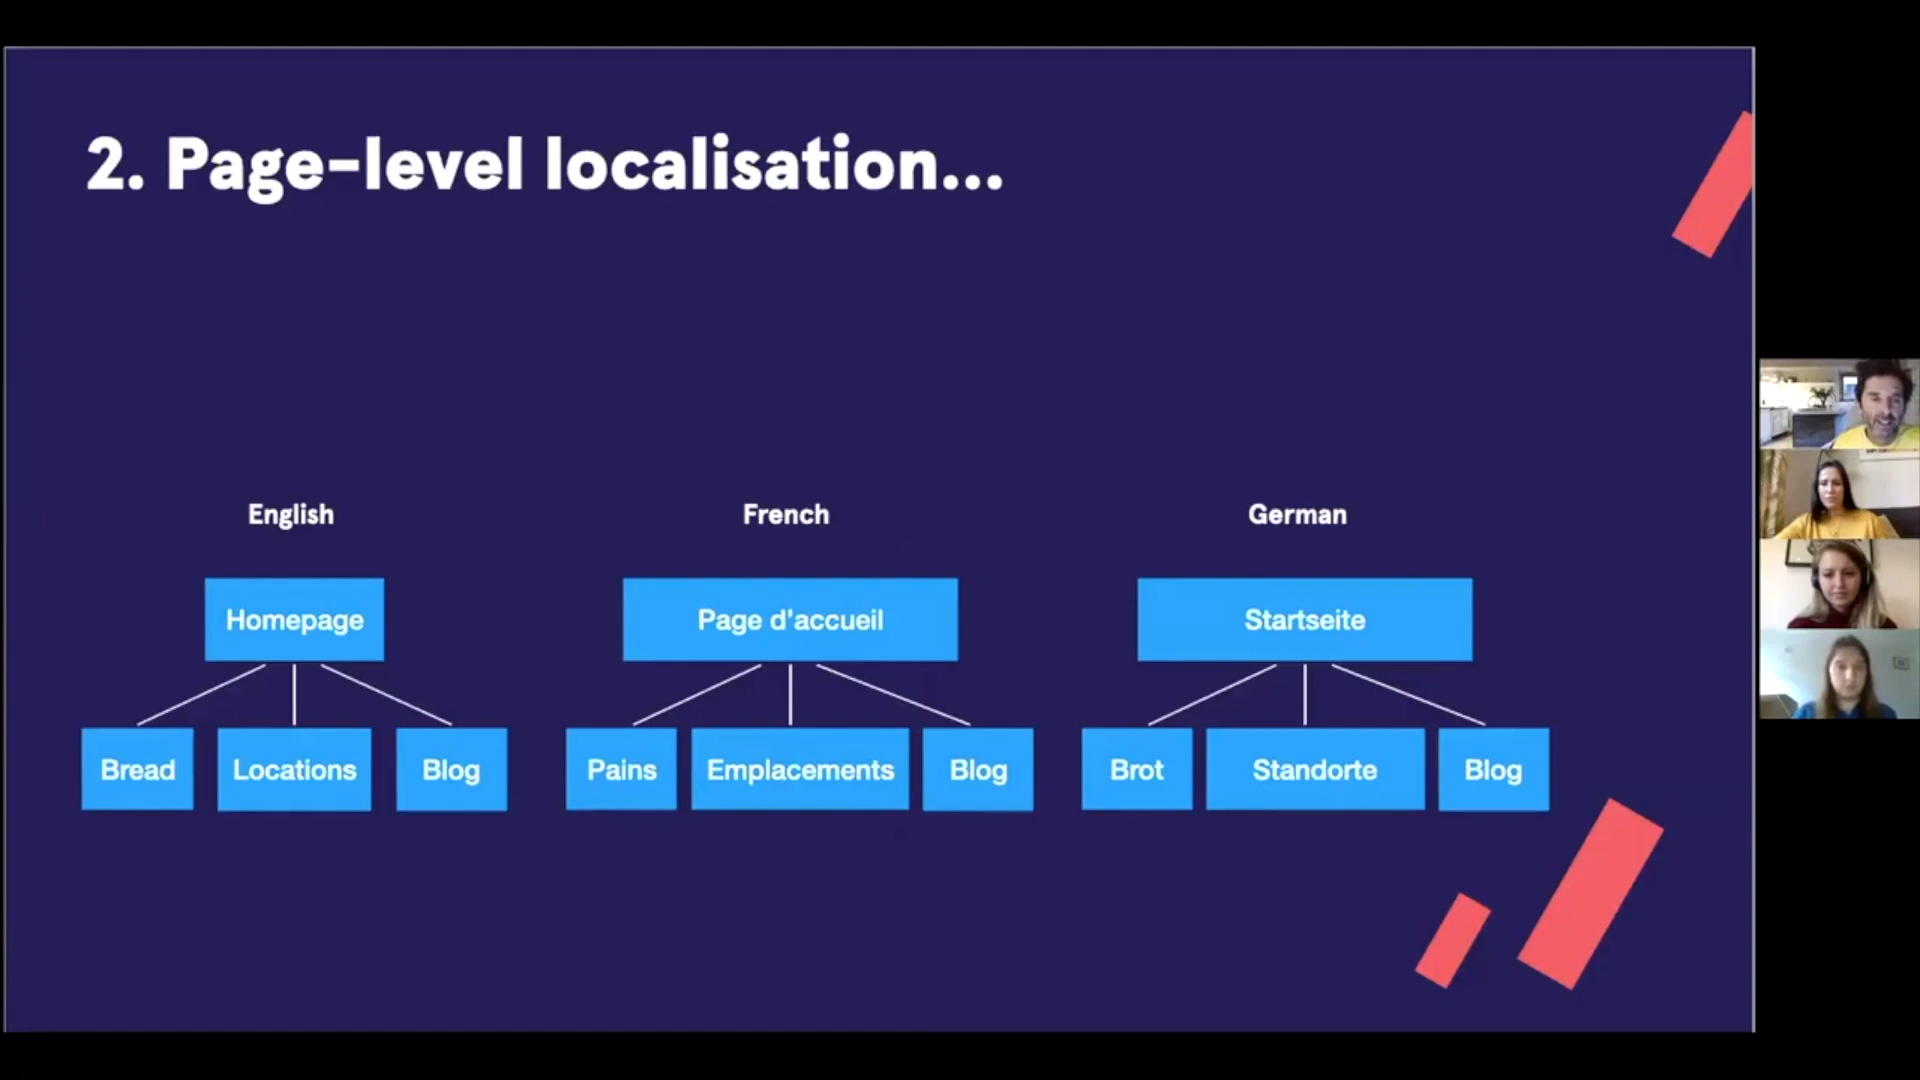 2. Page-level localisation...
English
French
German
Homepage
Page d'accueil
Startseite
Bread
Locations
Blog
Pains
Emplacements
Blog
Brot
Standorte
Blog